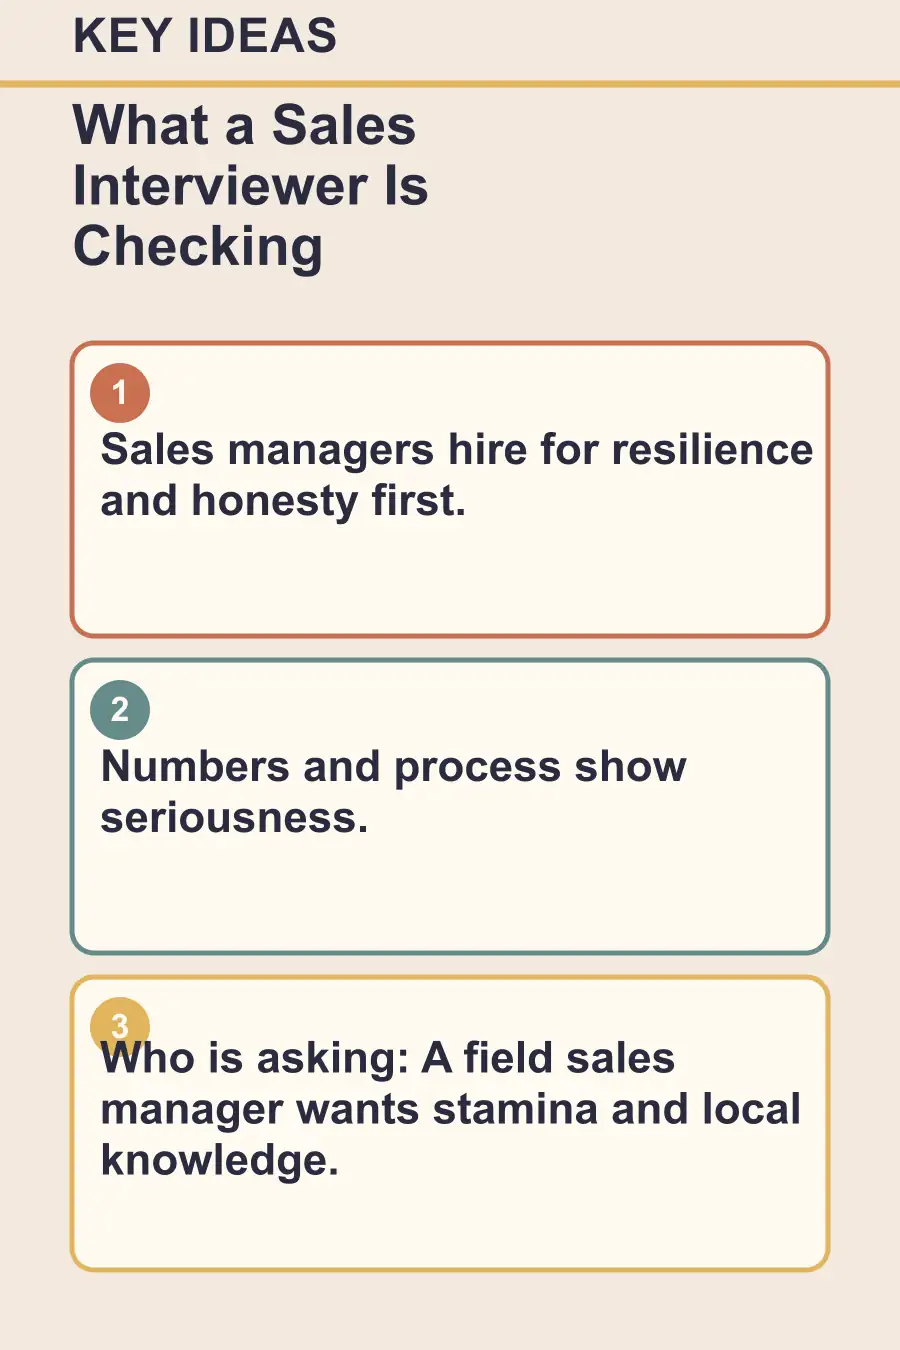 KEY IDEAS
What a Sales
Interviewer Is
Checking
1
Sales managers hire for resilience
and honesty first.
2
Numbers and process show
seriousness.
3
Who is asking: A field sales
manager wants stamina and local
knowledge.